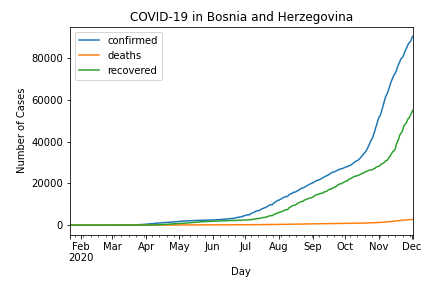 COVID-19 in Bosnia and Herzegovina
confirmed
deaths
recovered
Number of Cases
80000
60000
40000
20000
0
Feb Mar Apr May Jun Jul Aug Sep Oct Nov Dec
2020
Day